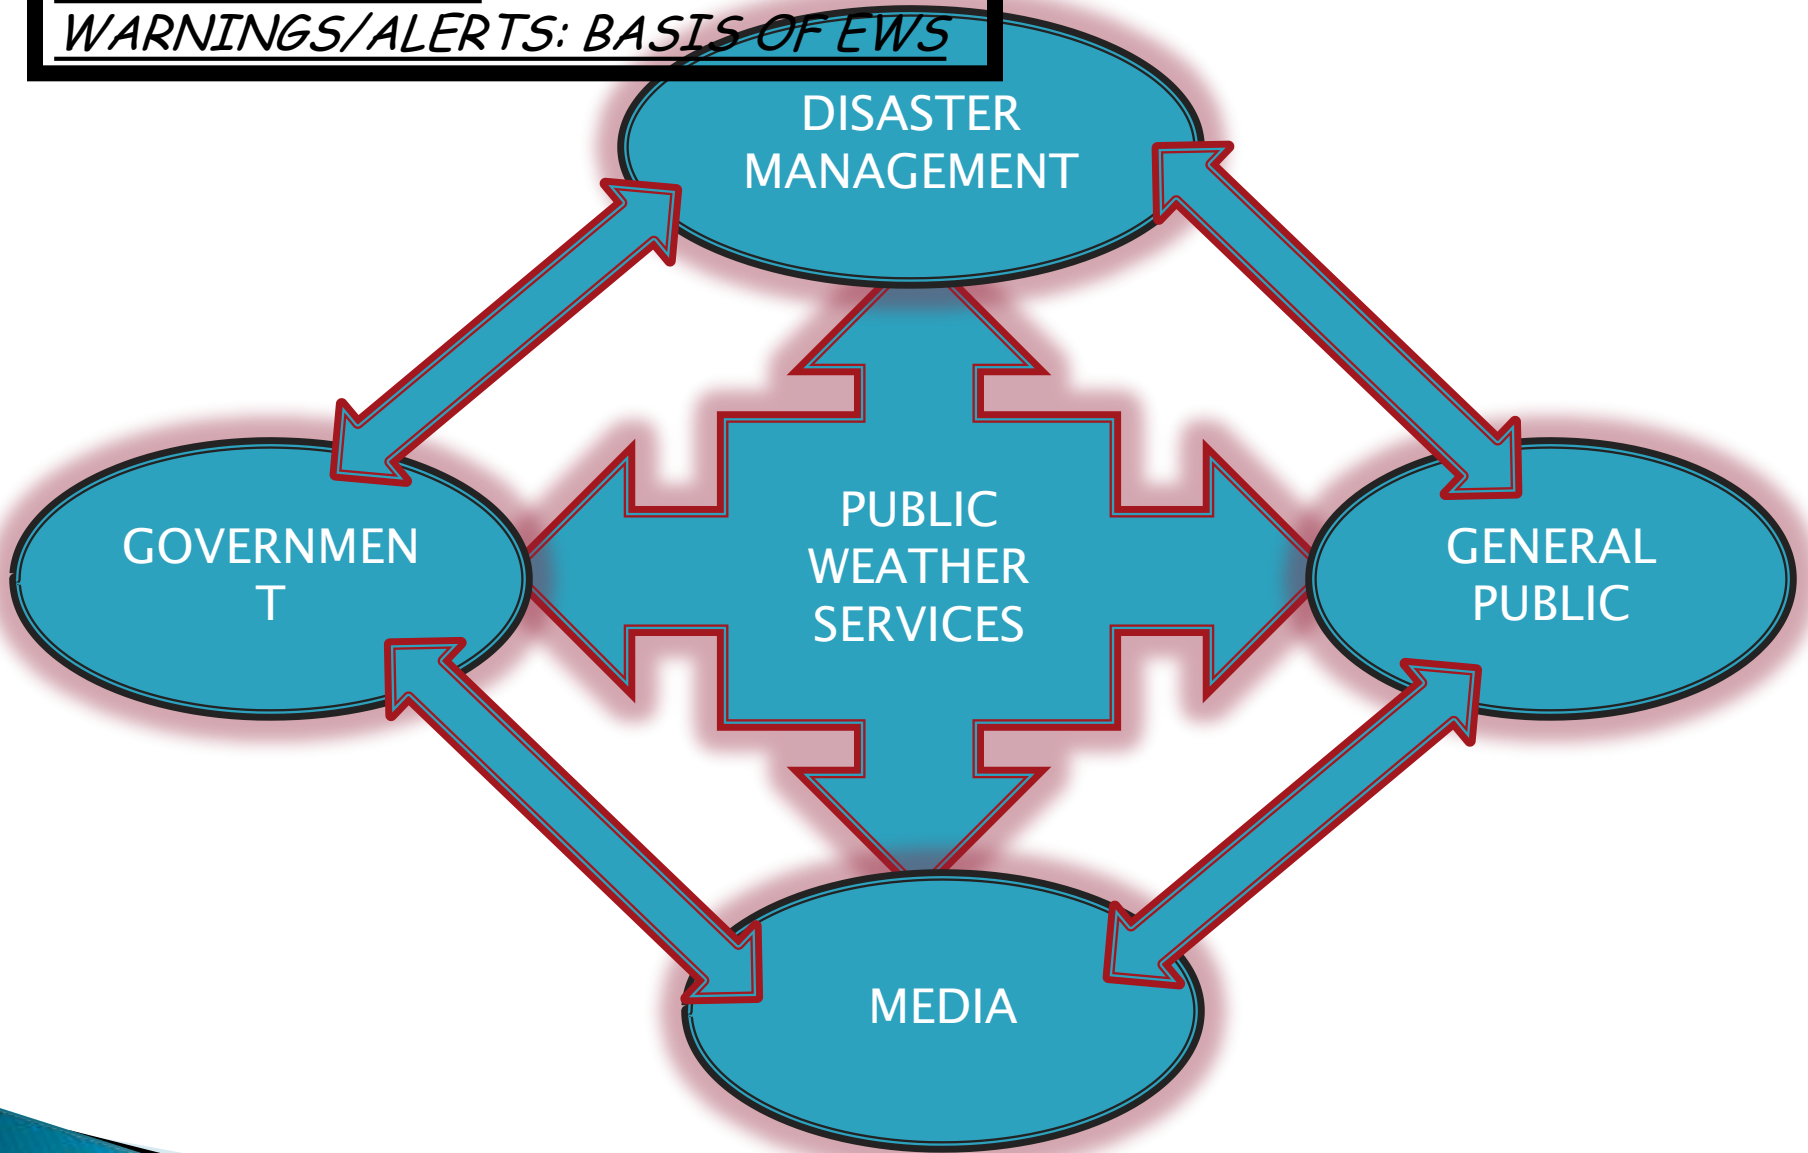 WARNINGS/ALERTS: BASIS OF EWS
DISASTER
MANAGEMENT
GOVERNMEN
T
PUBLIC
WEATHER
SERVICES
GENERAL
PUBLIC
MEDIA